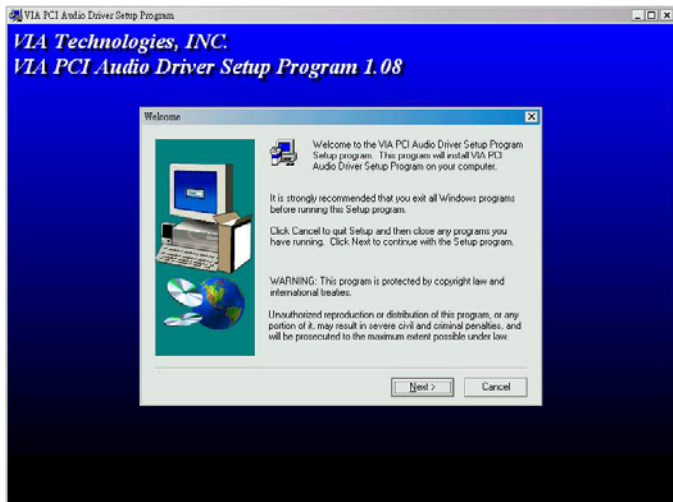 VIA PCI Audio Driver Setup Program
VIA Technologies, INC.
VIA PCI Audio Driver Setup Program 1.08
Welcome
Welcome to the VIA PCI Audio Driver Setup Program
Setup program. This program will install VIA PCI
Audio Driver Setup Program on your computer.
It is strongly recommended that you exit all Windows programs
before running this Setup program.
Click Cancel to quit Setup and then close any programs you
have running. Click Next to continue with the Setup program.
WARNING: This program is protected by copyright law and
international treaties.
Unauthorized reproduction or distribution of this program, or any
portion of it, may result in severe civil and criminal penalties, and
will be prosecuted to the maximum extent possible under law.
Next >
Cancel